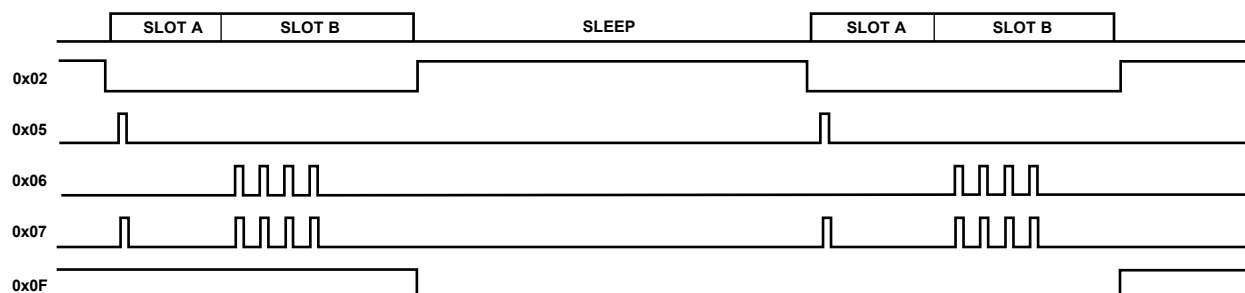 SLOT A SLOT B SLEEP SLOT A SLOT B
0x02
0x05
0x06
0x07
0x0F